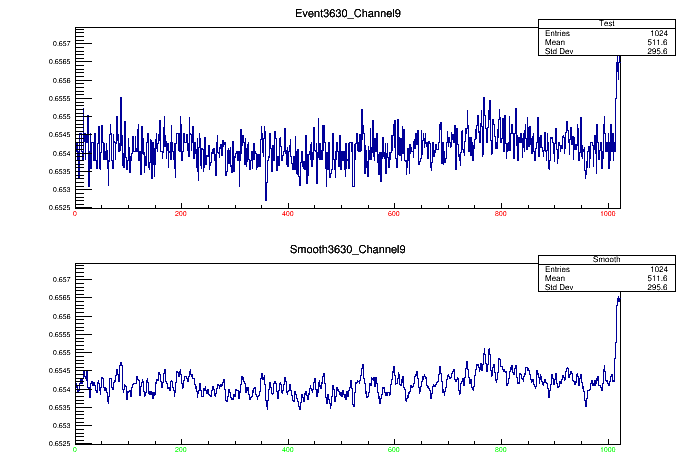 Event3630_Channel9
Test
Entries 1024
Mean 511.6
Std Dev 295.6
0.657
0.6565
0.656
0.6555
0.655
0.6545
0.654
0.6535
0.653
0.6525
0 200 400 600 800 1000
Smooth3630_Channel9
Smooth
Entries 1024
Mean 511.6
Std Dev 295.6
0.657
0.6565
0.656
0.6555
0.655
0.6545
0.654
0.6535
0.653
0.6525
0 200 400 600 800 1000